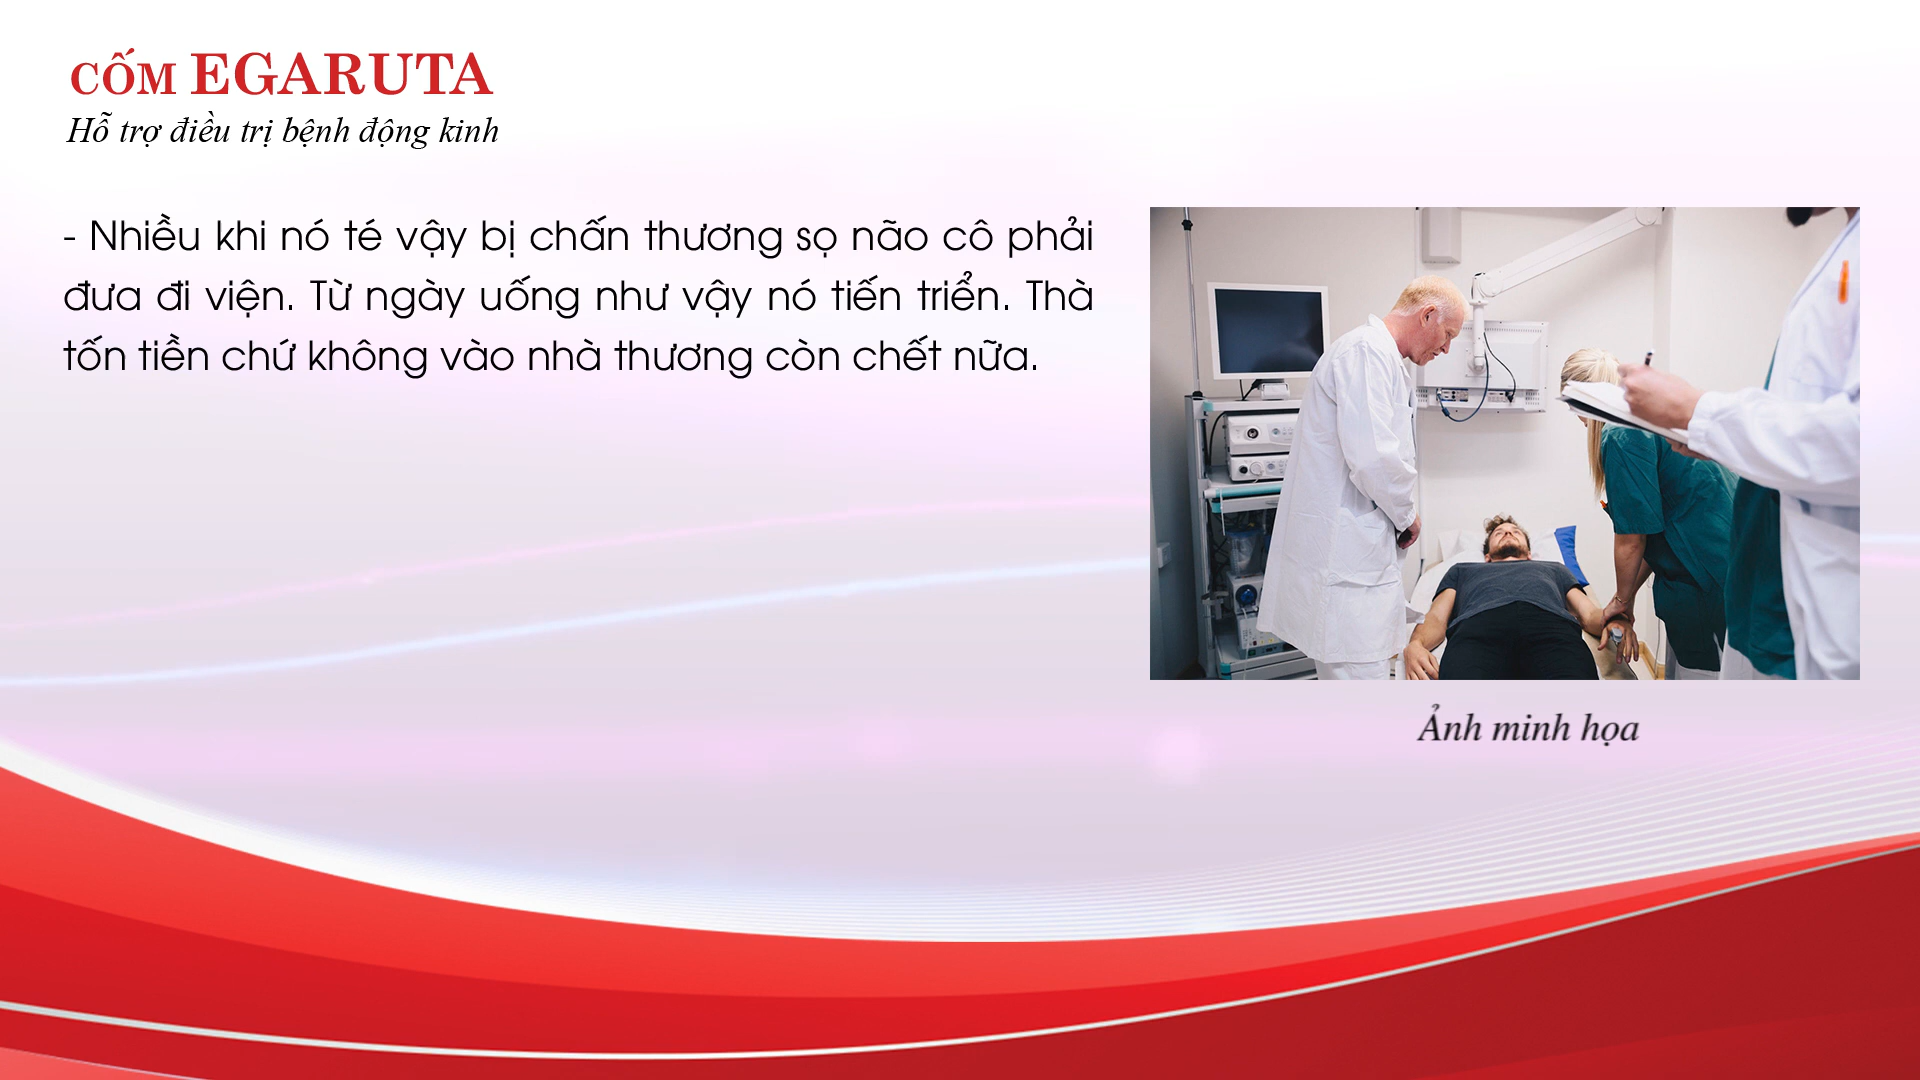 CỐM EGARUTA
Hỗ trợ điều trị bệnh động kinh
- Nhiều khi nó té vậy bị chấn thương sọ não cô phải
đưa đi viện. Từ ngày uống như vậy nó tiến triển. Thà
tốn tiền chứ không vào nhà thương còn chết nữa.
Ảnh minh họa